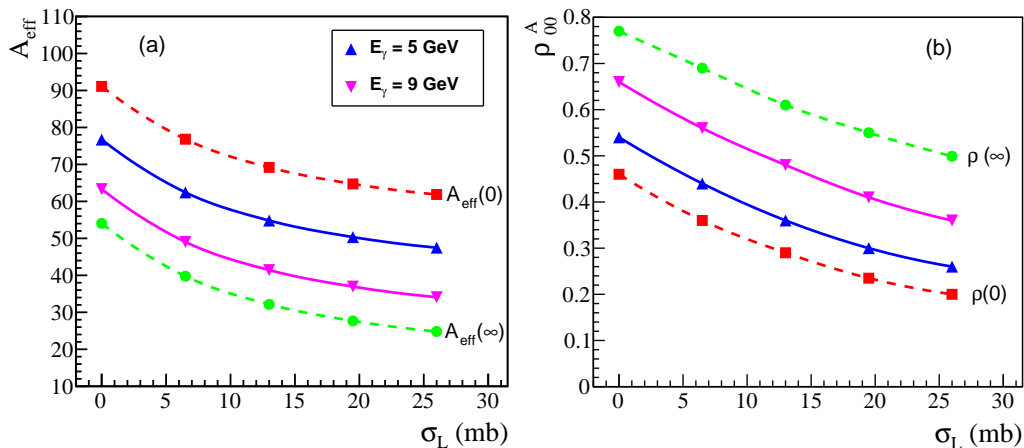 A_eff
110
100
90
80
70
60
50
40
30
20
10
(a)
E_γ = 5 GeV
E_γ = 9 GeV
A_eff(0)
A_eff(∞)
0 5 10 15 20 25 30
σ_L (mb)
ρ_00^A
0.8
0.7
0.6
0.5
0.4
0.3
0.2
0.1
0
(b)
ρ (∞)
ρ(0)
0 5 10 15 20 25 30
σ_L (mb)